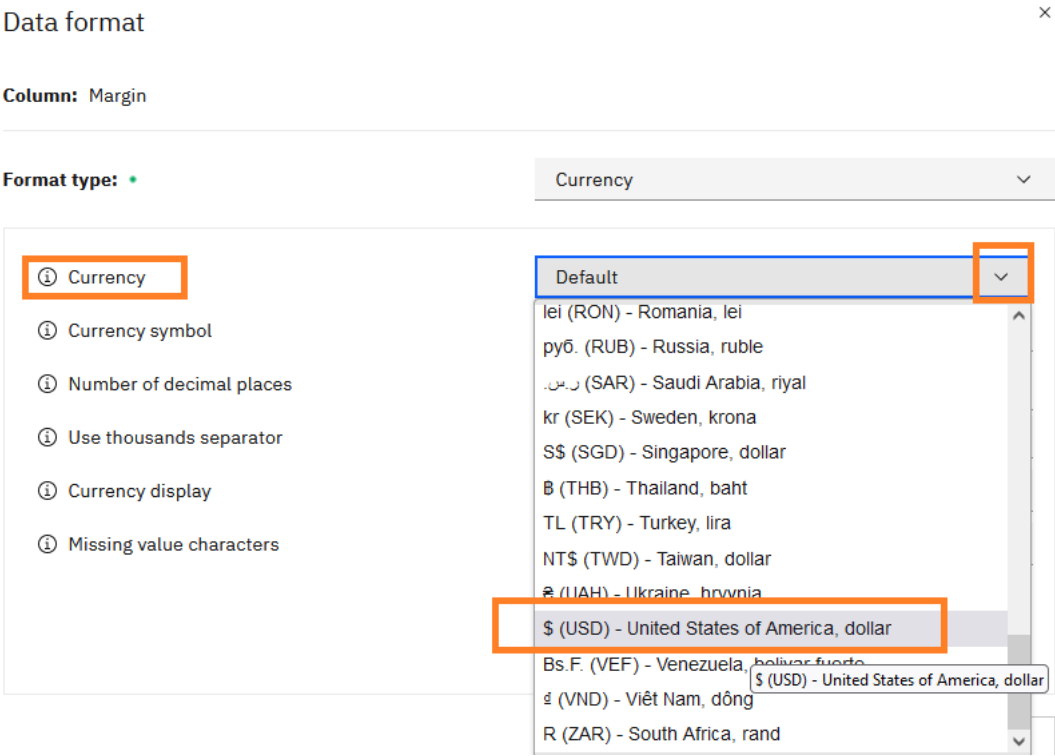 Data format
Column: Margin
Format type:
Currency
Currency
Default
Currency symbol
Number of decimal places
Use thousands separator
Currency display
Missing value characters
lei (RON) - Romania, lei
руб. (RUB) - Russia, ruble
ر.س. (SAR) - Saudi Arabia, riyal
kr (SEK) - Sweden, krona
S$ (SGD) - Singapore, dollar
฿ (THB) - Thailand, baht
TL (TRY) - Turkey, lira
NT$ (TWD) - Taiwan, dollar
₴ (UAH) - Ukraine, hryvnia
$ (USD) - United States of America, dollar
Bs.F. (VEF) - Venezuela, bolivar fuerte
$ (USD) - United States of America, dollar
₫ (VND) - Việt Nam, dông
R (ZAR) - South Africa, rand